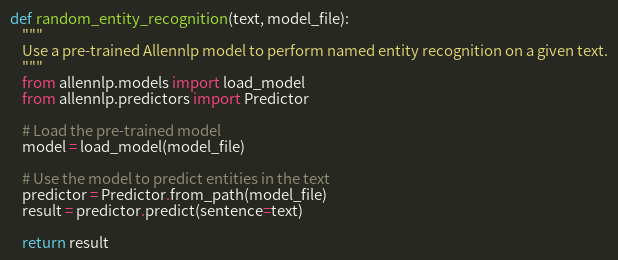 def random_entity_recognition(text, model_file):
"""
Use a pre-trained Allennlp model to perform named entity recognition on a given text.
"""
from allennlp.models import load_model
from allennlp.predictors import Predictor
# Load the pre-trained model
model = load_model(model_file)
# Use the model to predict entities in the text
predictor = Predictor.from_path(model_file)
result = predictor.predict(sentence=text)
return result